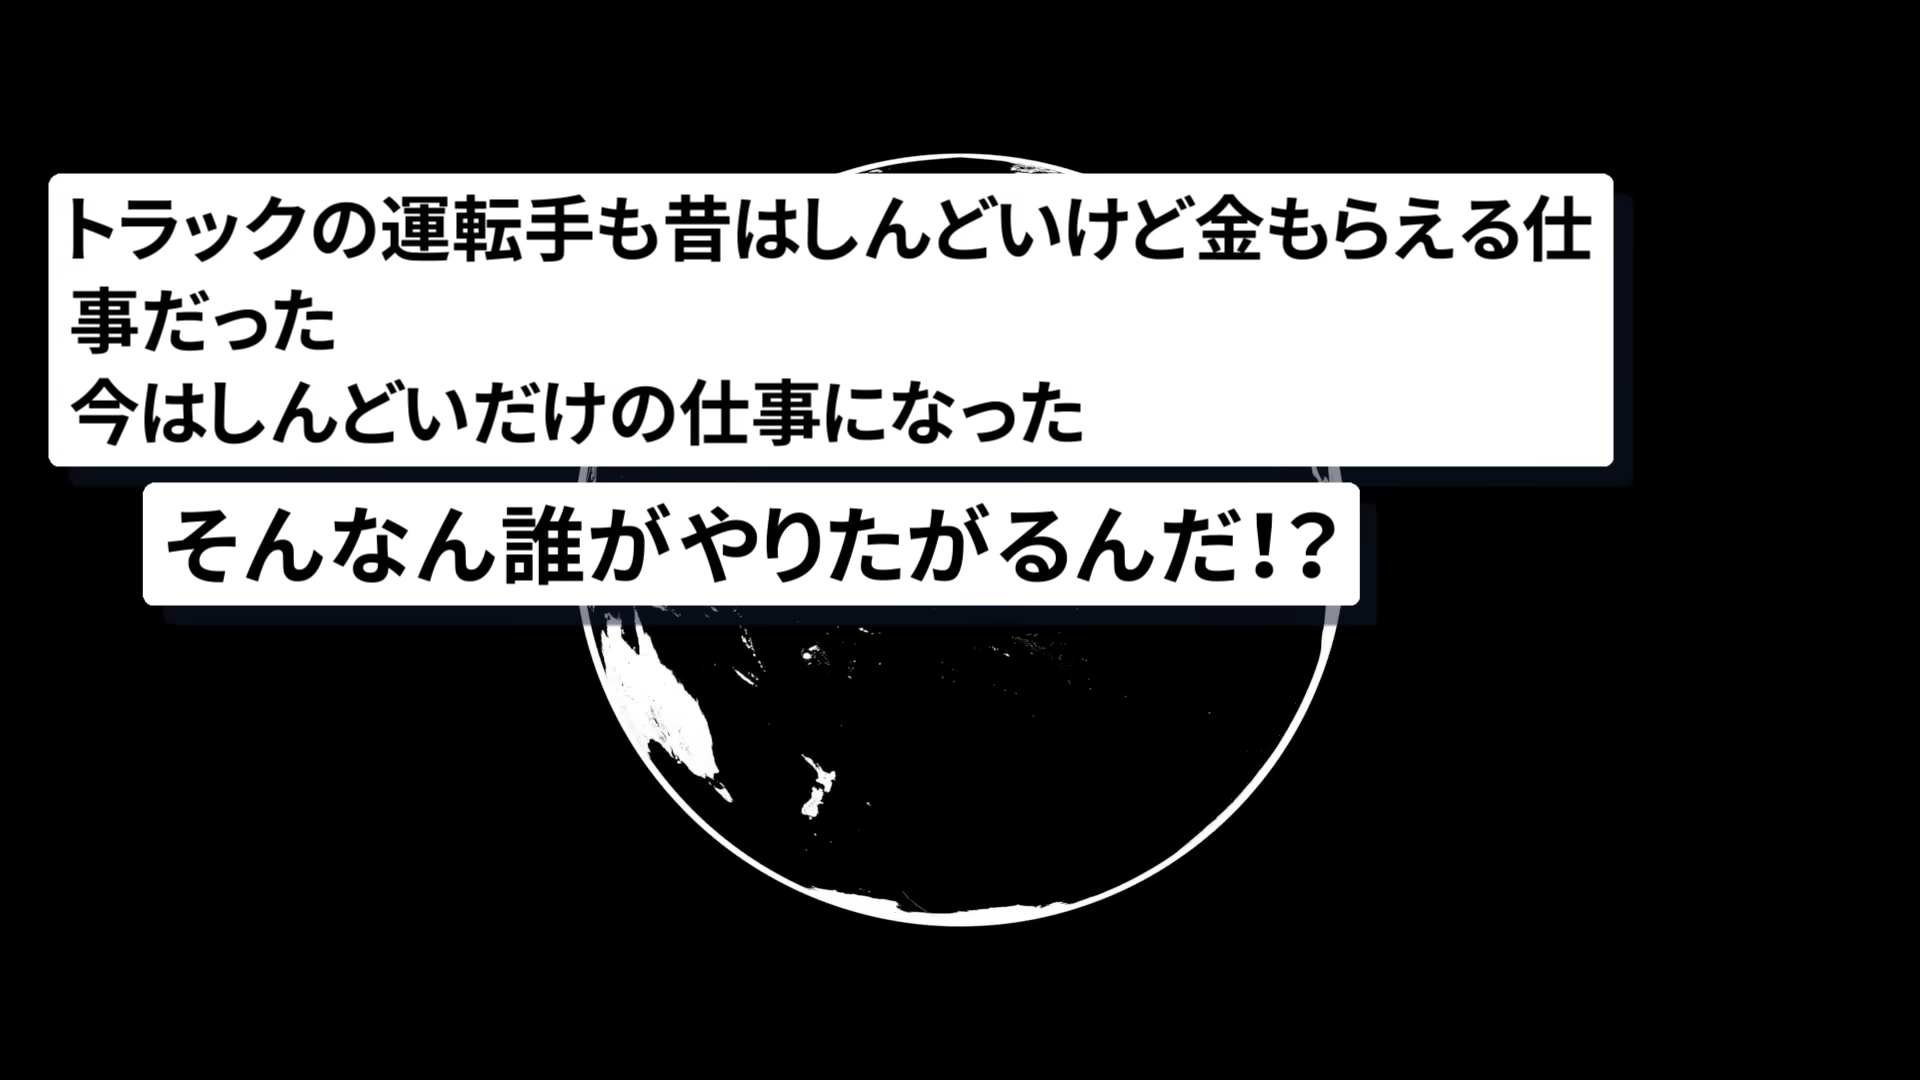 トラックの運転手も昔はしんどいけど金もらえる仕
事だった
今はしんどいだけの仕事になった
そんなん誰がやりたがるんだ！？